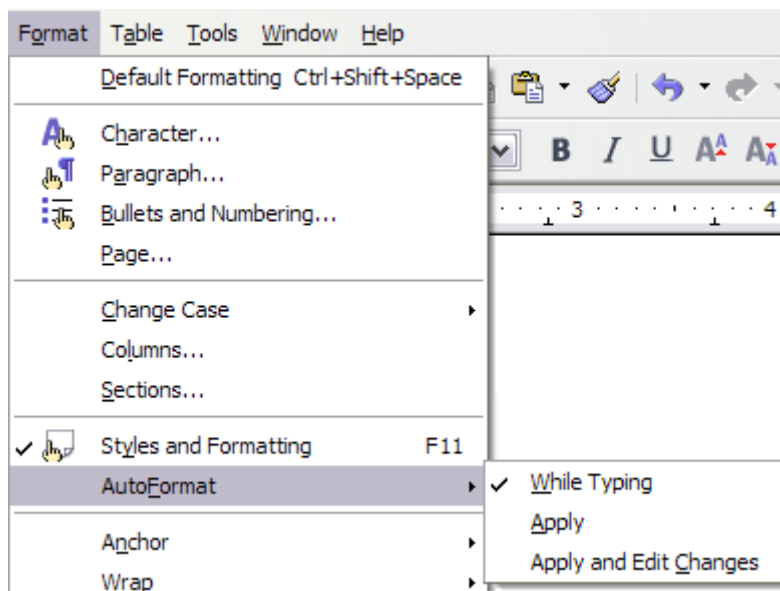 Format Table Tools Window Help
Default Formatting Ctrl+Shift+Space
Character...
Paragraph...
Bullets and Numbering...
Page...
Change Case
Columns...
Sections...
Styles and Formatting F11
AutoFormat
Anchor
Wrap
B I U A A A A
3 4
While Typing
Apply
Apply and Edit Changes